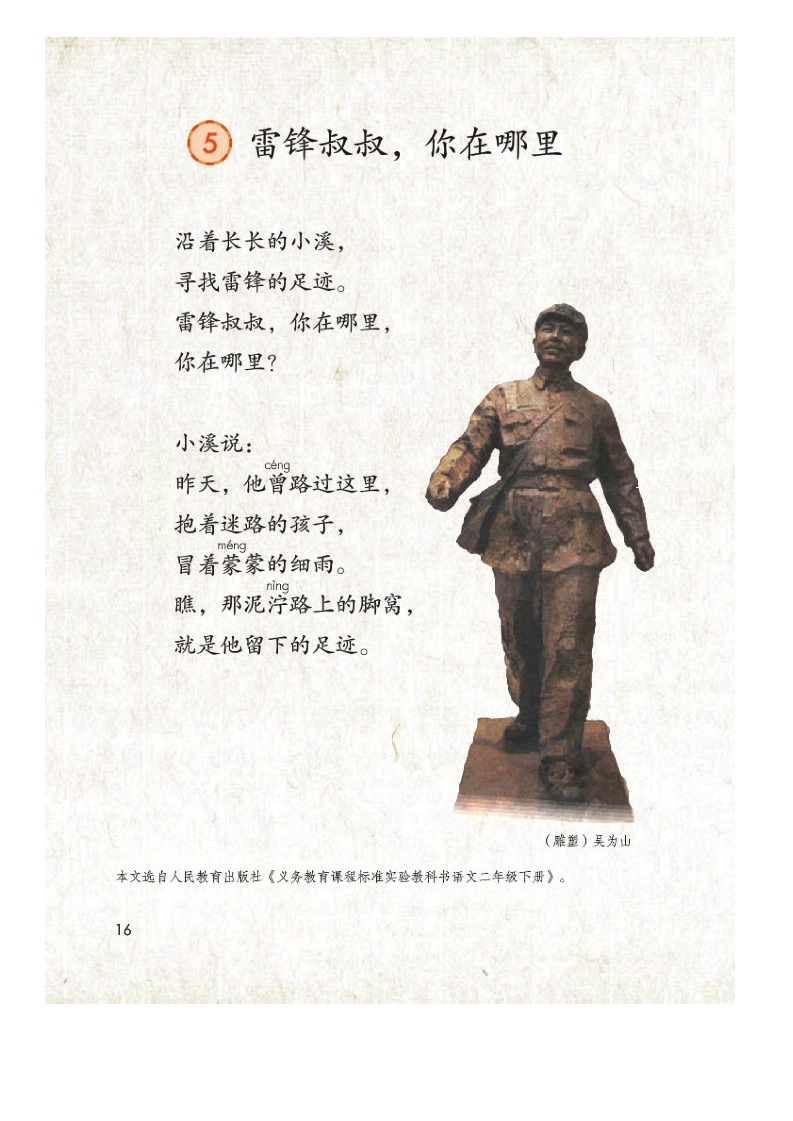 5 雷锋叔叔，你在哪里
沿着长长的小溪，
寻找雷锋的足迹。
雷锋叔叔，你在哪里，
你在哪里？
小溪说：
céng
昨天，他曾路过这里，
抱着迷路的孩子，
méng
冒着蒙蒙的细雨。
nìng
瞧，那泥泞路上的脚窝，
就是他留下的足迹。
（雕塑）吴为山
本文选自人民教育出版社《义务教育课程标准实验教科书语文二年级下册》。
16